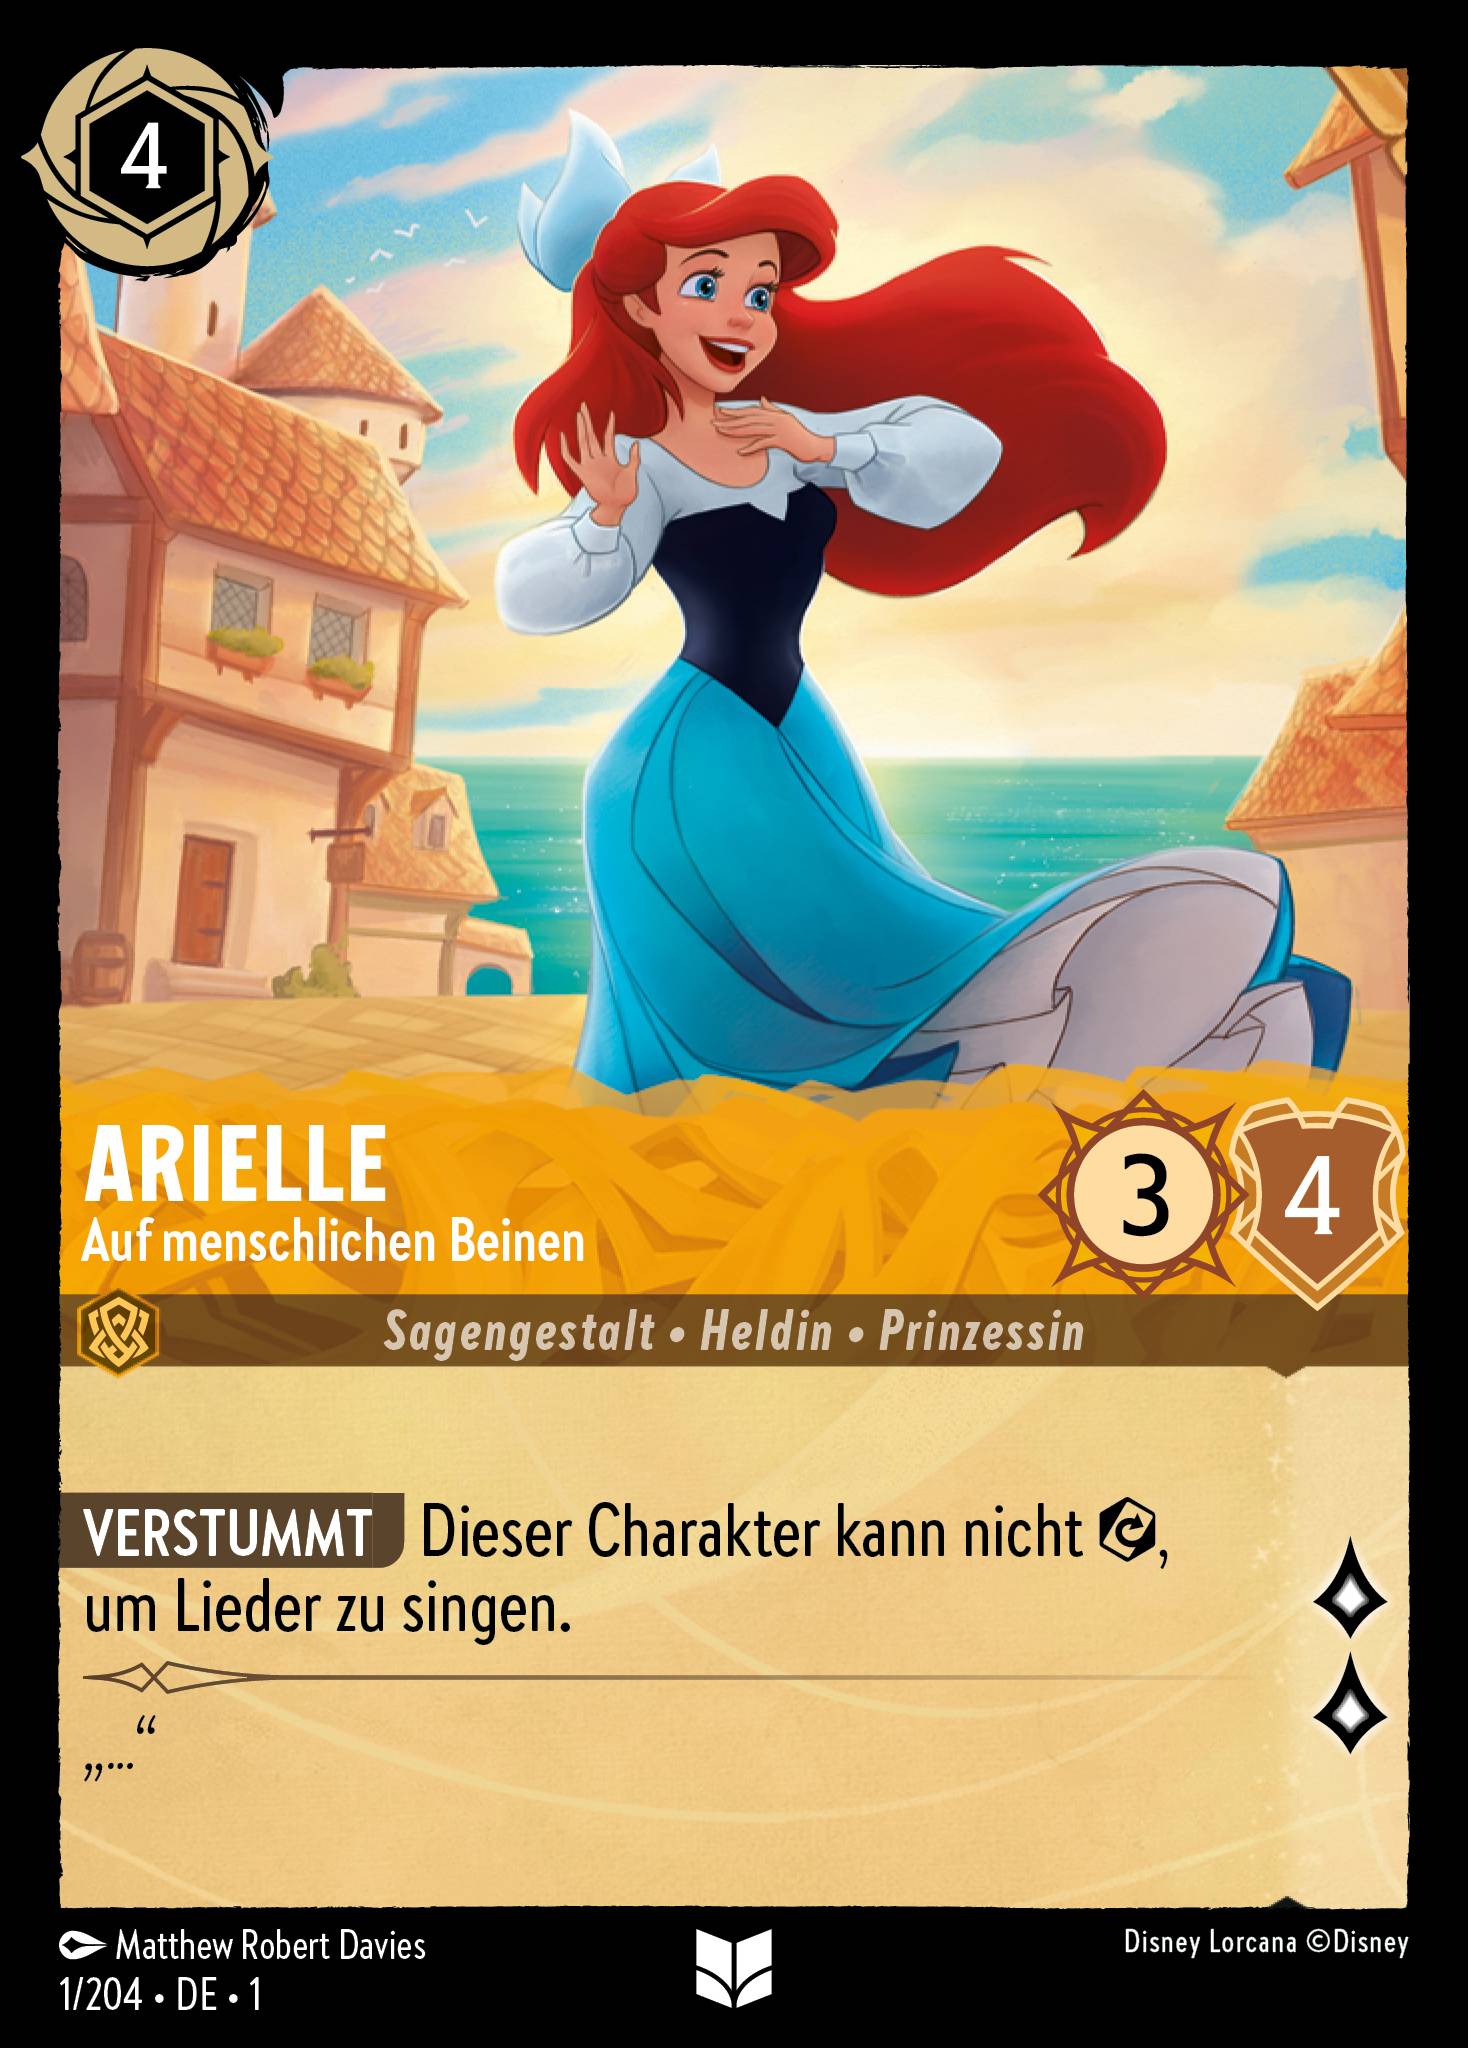 4
ARIELLE
Auf menschlichen Beinen
3
4
Sagengestalt • Heldin • Prinzessin
VERSTUMMT Dieser Charakter kann nicht ,
um Lieder zu singen.
„...“
Matthew Robert Davies
1/204 • DE • 1
Disney Lorcana ©Disney